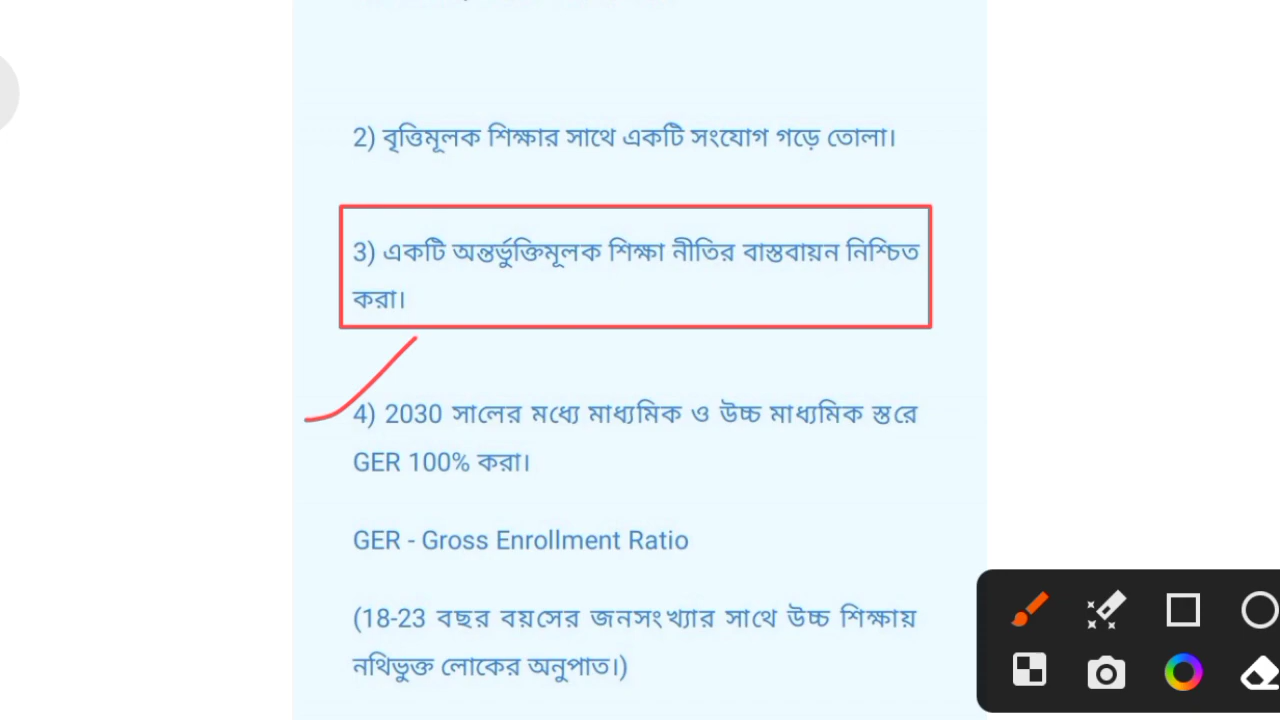 2) বৃত্তিমূলক শিক্ষার সাথে একটি সংযোগ গড়ে তোলা।
3) একটি অন্তর্ভুক্তিমূলক শিক্ষা নীতির বাস্তবায়ন নিশ্চিত
করা।
4) 2030 সালের মধ্যে মাধ্যমিক ও উচ্চ মাধ্যমিক স্তরে
GER 100% করা।
GER - Gross Enrollment Ratio
(18-23 বছর বয়সের জনসংখ্যার সাথে উচ্চ শিক্ষায়
নথিভুক্ত লোকের অনুপাত।)